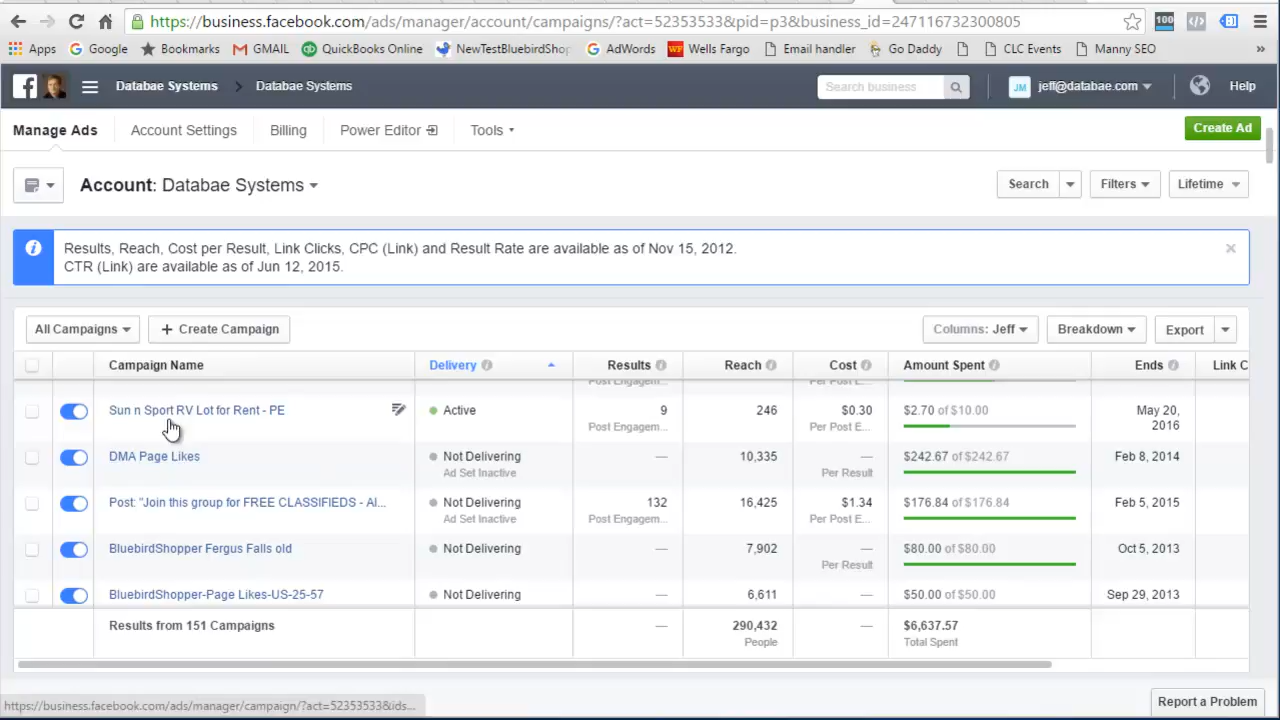 https://business.facebook.com/ads/manager/account/campaigns/?act=52353533&pid=p3&business_id=247116732300805
100
Apps Google Bookmarks GMAIL QuickBooks Online NewTestBluebirdShop AdWords WF Wells Fargo Email handler Go Daddy CLC Events Manny SEO »
Databae Systems > Databae Systems Search business JM jeff@databae.com Help
Manage Ads Account Settings Billing Power Editor Tools Create Ad
Account: Databae Systems Search Filters Lifetime
Results, Reach, Cost per Result, Link Clicks, CPC (Link) and Result Rate are available as of Nov 15, 2012.
CTR (Link) are available as of Jun 12, 2015.
All Campaigns + Create Campaign Columns: Jeff Breakdown Export
Campaign Name Delivery Results Reach Cost Amount Spent Ends Link C
Post Engagem... Per Post E...
Sun n Sport RV Lot for Rent - PE Active 9 246 $0.30 $2.70 of $10.00 May 20,
Post Engagem... Per Post E... 2016
DMA Page Likes Not Delivering — 10,335 — $242.67 of $242.67 Feb 8, 2014
Ad Set Inactive Per Result
Post: "Join this group for FREE CLASSIFIEDS - Al... Not Delivering 132 16,425 $1.34 $176.84 of $176.84 Feb 5, 2015
Ad Set Inactive Post Engagem... Per Post E...
BluebirdShopper Fergus Falls old Not Delivering — 7,902 — $80.00 of $80.00 Oct 5, 2013
Per Result
BluebirdShopper-Page Likes-US-25-57 Not Delivering — 6,611 — $50.00 of $50.00 Sep 29, 2013
Results from 151 Campaigns — 290,432 — $6,637.57
People Total Spent
https://business.facebook.com/ads/manager/campaign/?act=52353533&ids...
Report a Problem